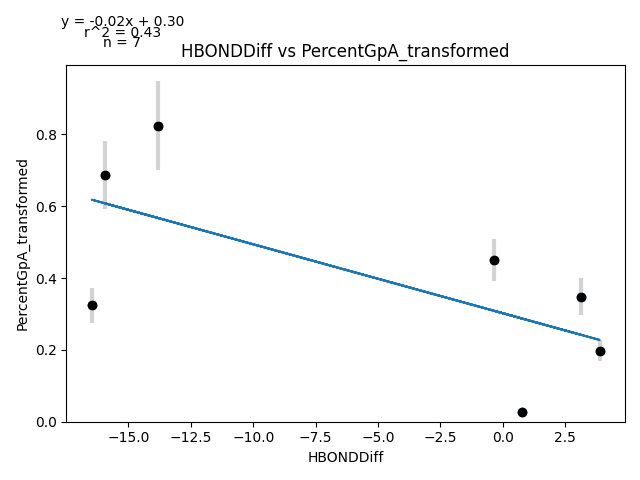 y = -0.02x + 0.30
r^2 = 0.43
n = 7
HBONDDiff vs PercentGpA_transformed
PercentGpA_transformed
0.8
0.6
0.4
0.2
0.0
−15.0 −12.5 −10.0 −7.5 −5.0 −2.5 0.0 2.5
HBONDDiff